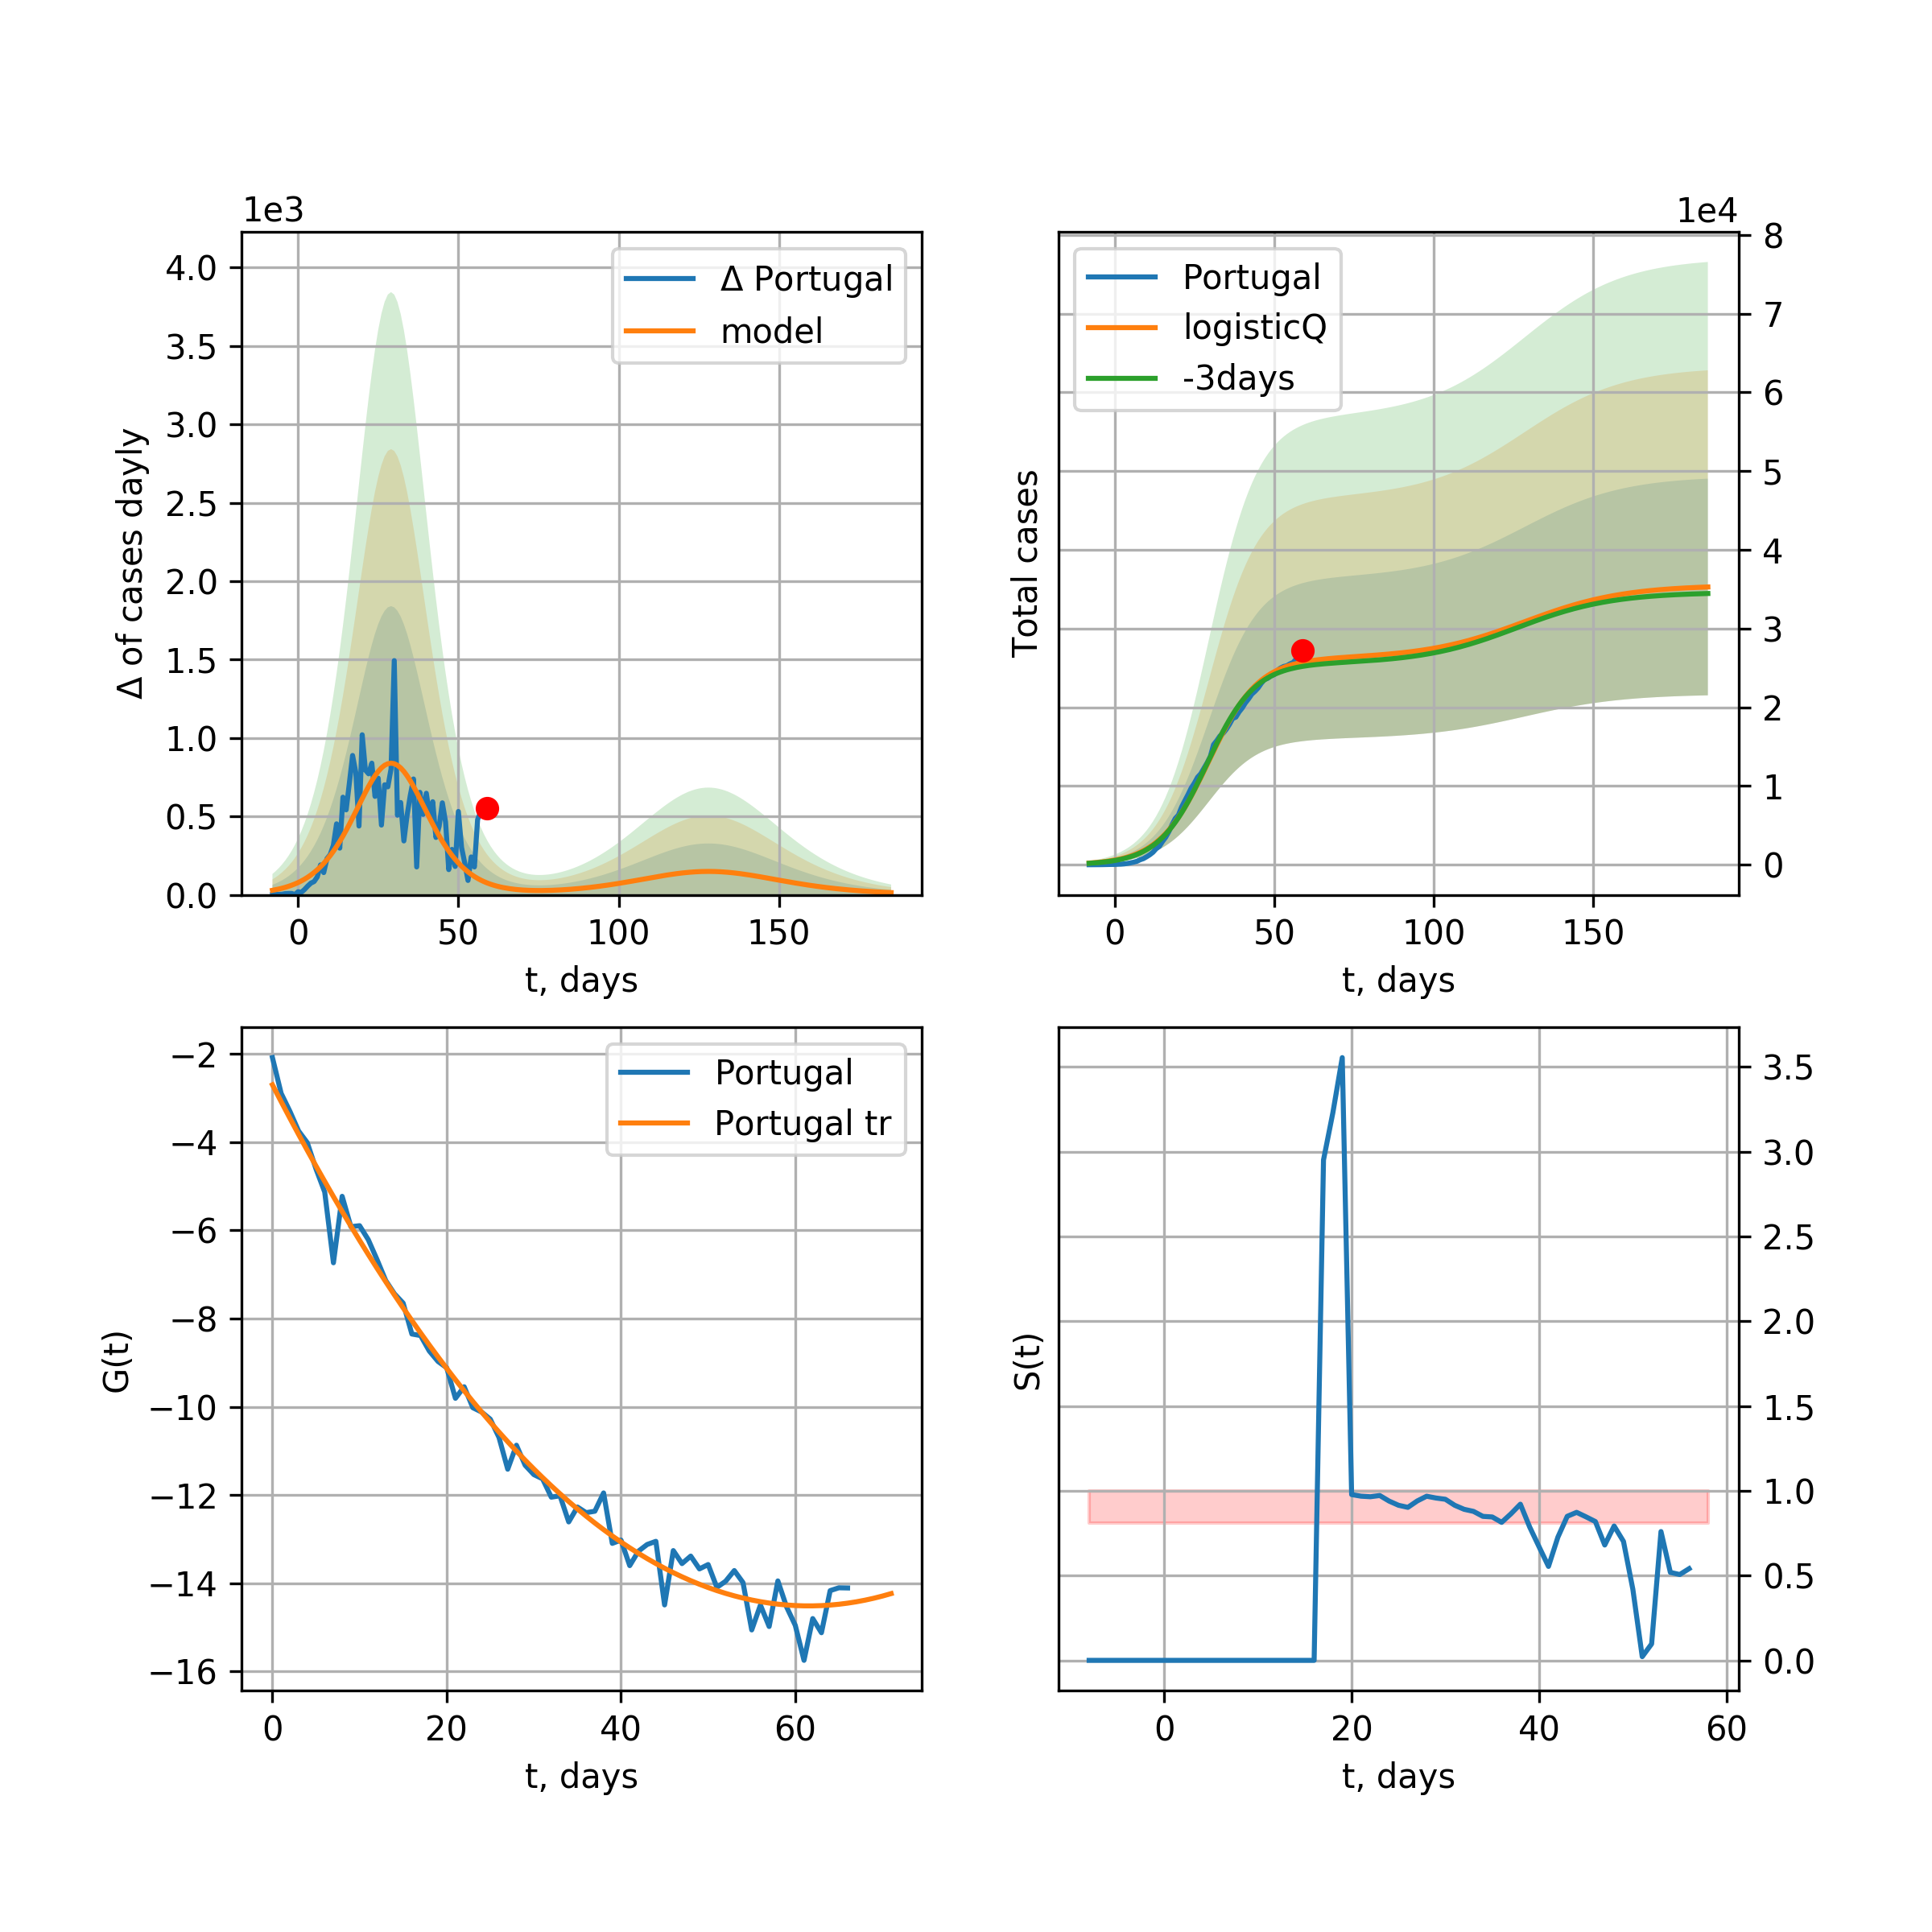 1e3
4.0
3.5
3.0
2.5
2.0
1.5
1.0
0.5
0.0
Δ of cases dayly
Δ Portugal
model
0 50 100 150
t, days
1e4
8
7
6
5
4
3
2
1
0
Total cases
Portugal
logisticQ
-3days
0 50 100 150
t, days
−2
−4
−6
−8
−10
−12
−14
−16
G(t)
Portugal
Portugal tr
0 20 40 60
t, days
3.5
3.0
2.5
2.0
1.5
1.0
0.5
0.0
S(t)
0 20 40 60
t, days